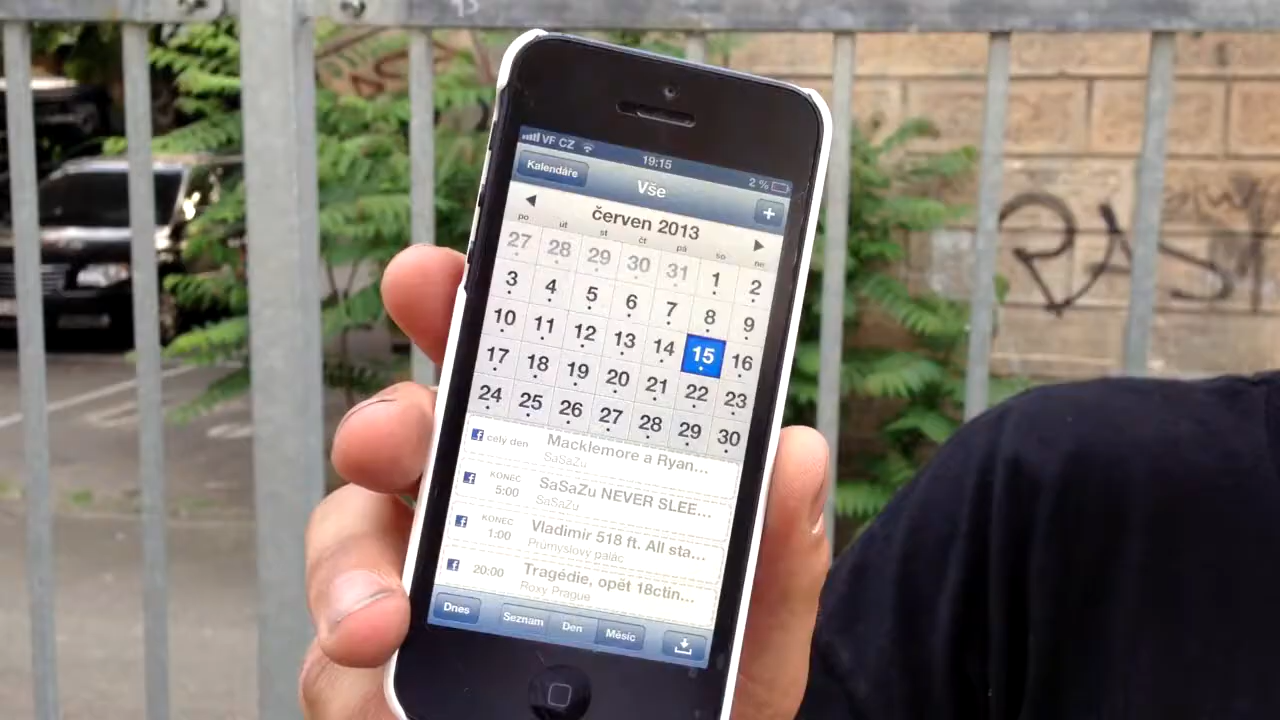 VF CZ 19:15 2 %
Kalendáře Vše +
červen 2013
po út st čt pá so ne
27 28 29 30 31 1 2
3 4 5 6 7 8 9
10 11 12 13 14 15 16
17 18 19 20 21 22 23
24 25 26 27 28 29 30
celý den Macklemore a Ryan...
SaSaZu
KONEC 5:00 SaSaZu NEVER SLEE...
SaSaZu
KONEC 1:00 Vladimir 518 ft. All sta...
Průmyslový palác
20:00 Tragédie, opět 18ctin...
Roxy Prague
Dnes Seznam Den Měsíc